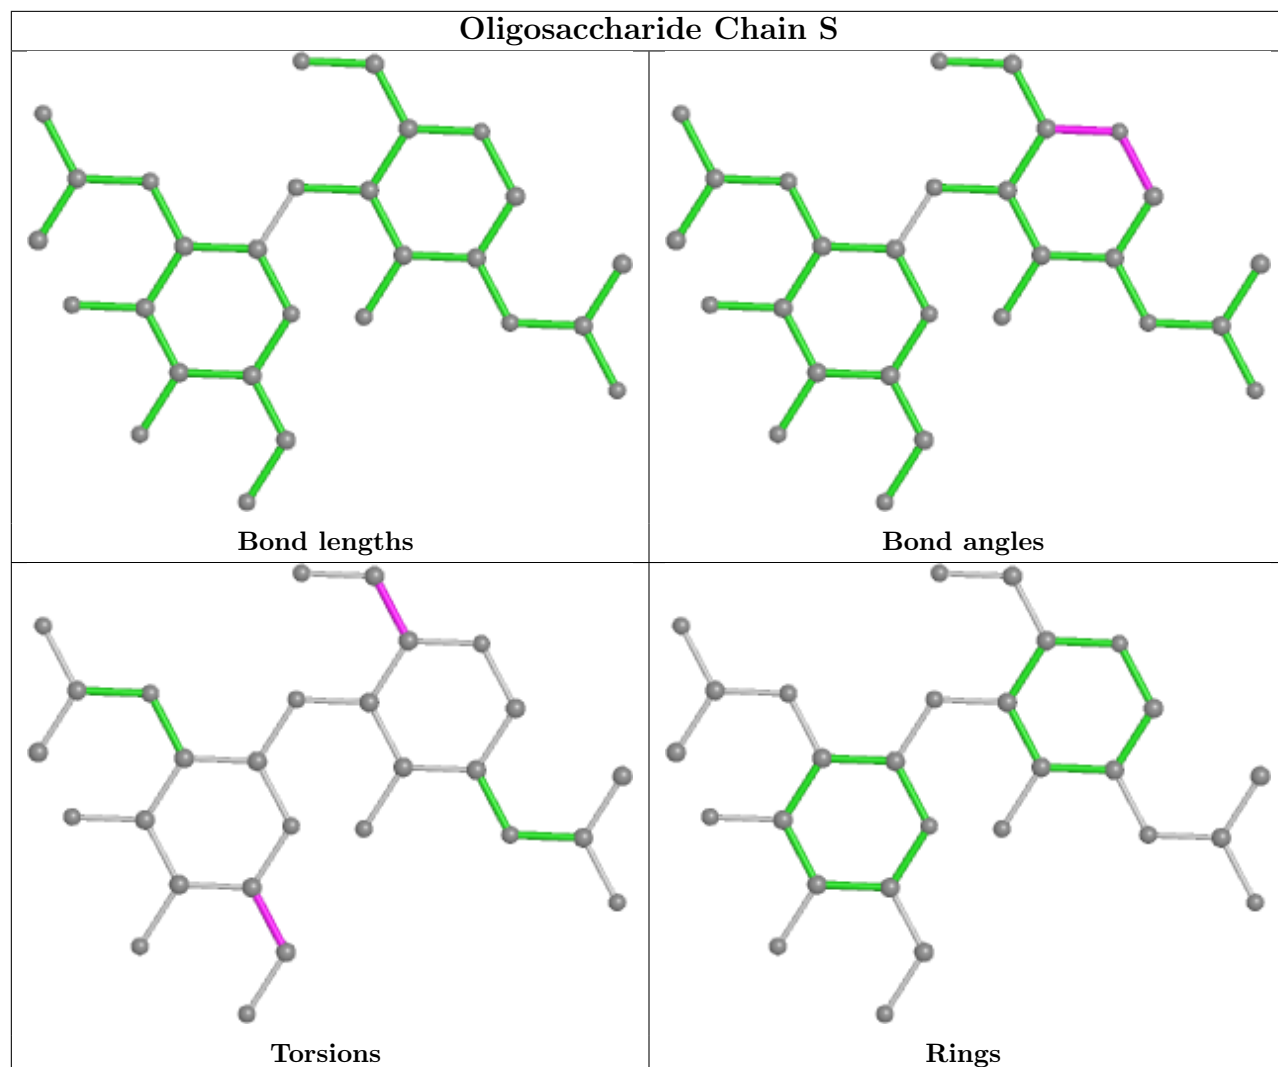 Oligosaccharide Chain S
Bond lengths
Bond angles
Torsions
Rings